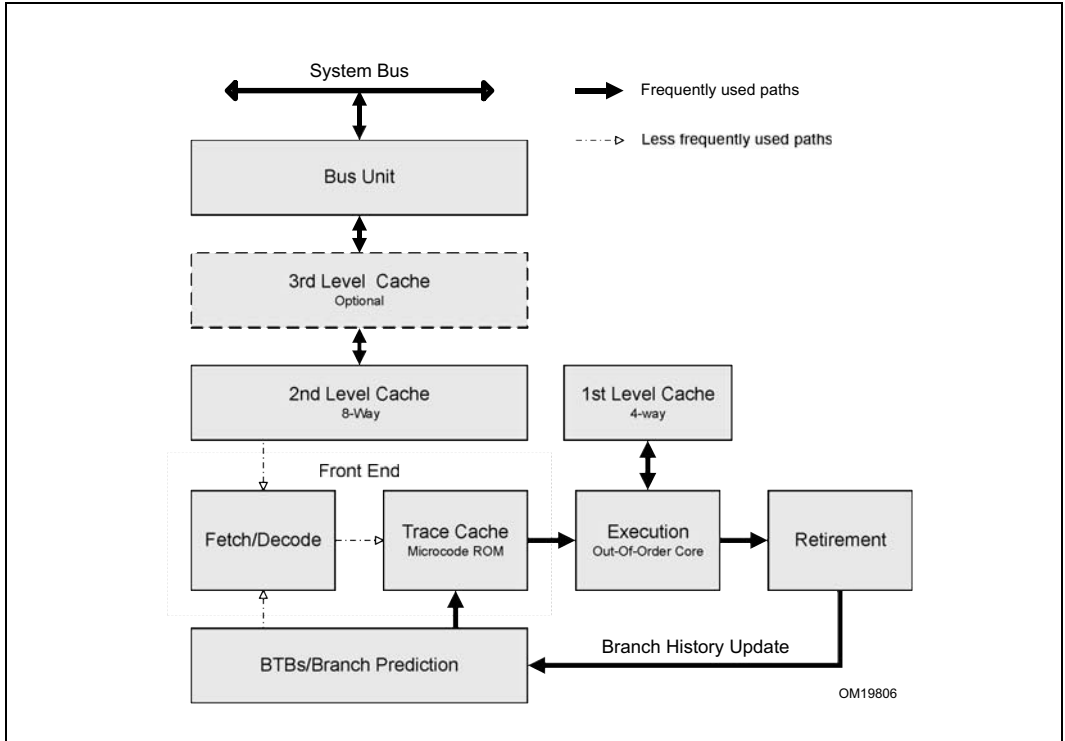 System Bus
Frequently used paths
Less frequently used paths
Bus Unit
3rd Level Cache
Optional
2nd Level Cache
8-Way
1st Level Cache
4-way
Front End
Fetch/Decode
Trace Cache
Microcode ROM
Execution
Out-Of-Order Core
Retirement
BTBs/Branch Prediction
Branch History Update
OM19806